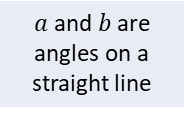 a and b are
angles on a
straight line